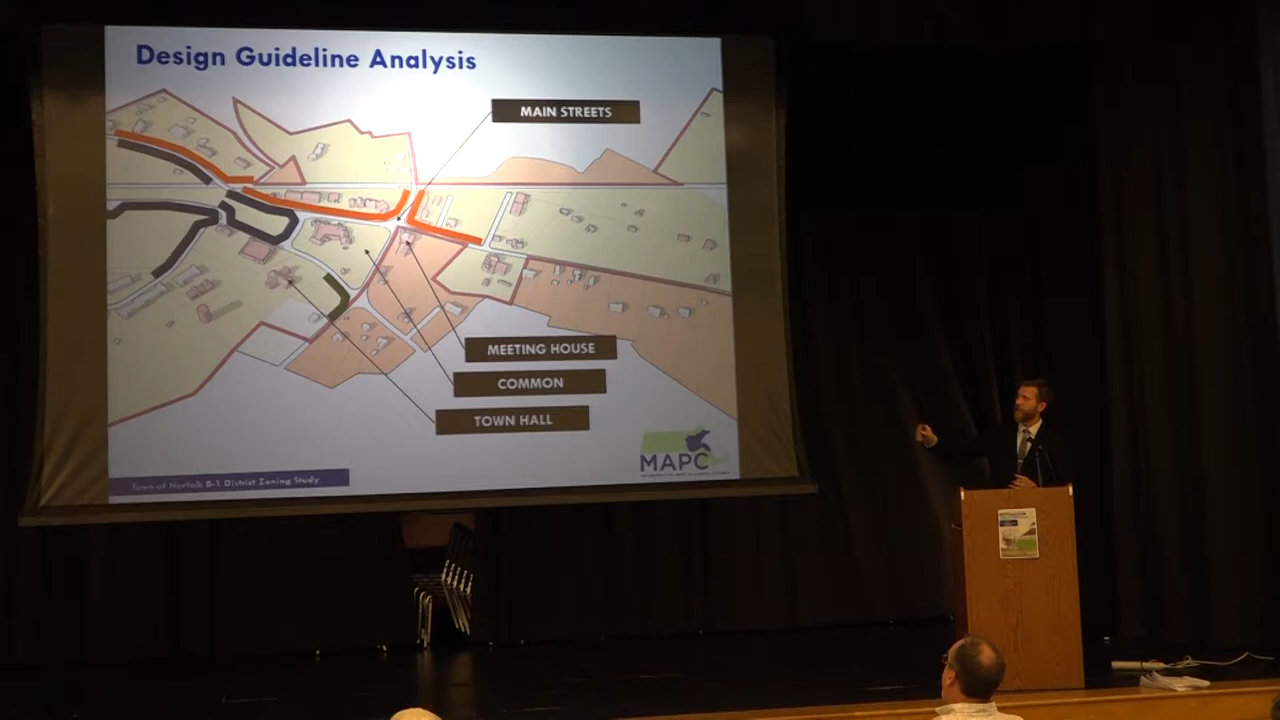 Design Guideline Analysis
MAIN STREETS
MEETING HOUSE
COMMON
TOWN HALL
MAPC
Town of Norfolk B-1 District Zoning Study